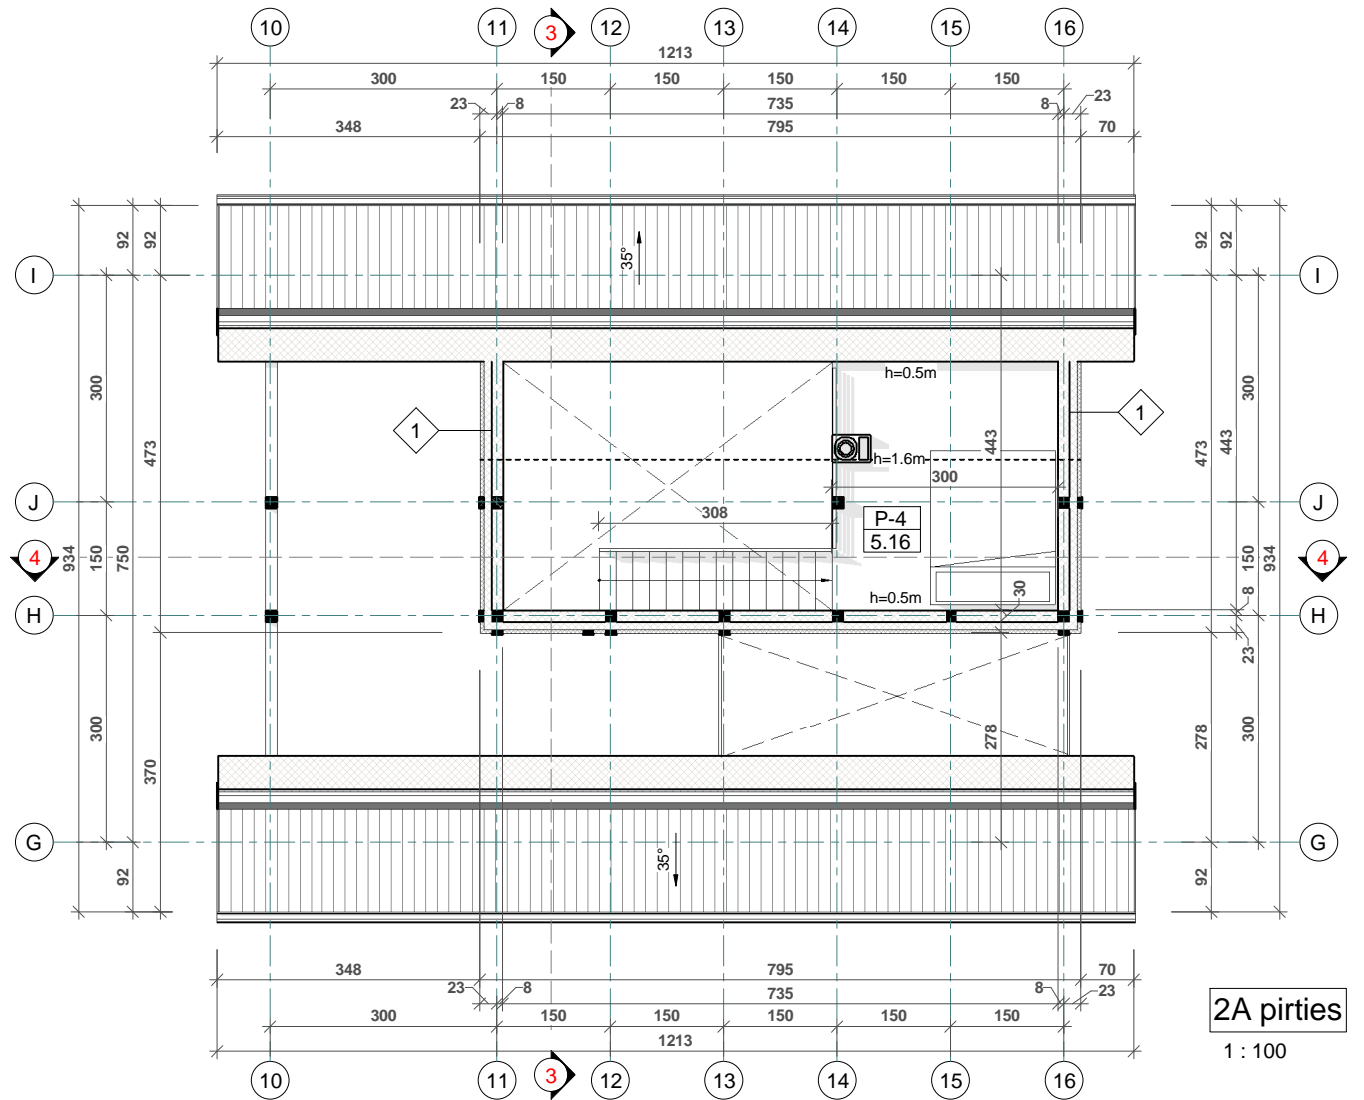 10 11 3 12 13 14 15 16
1213
300 150 150 150 150 150
23 8 735 8 23
348 795 70
92 92 92 92
35°
I I
h=0.5m
300 300
1 1
473 443 473 443
h=1.6m
300
J J
308
P-4
5.16
4 934 150 750 150 934 4
h=0.5m 30 8
H H
23
300 370 278 278 300
G G
35°
92 92
348 795 70
23 8 735 8 23
300 150 150 150 150 150
1213
10 11 3 12 13 14 15 16
2A pirties
1 : 100